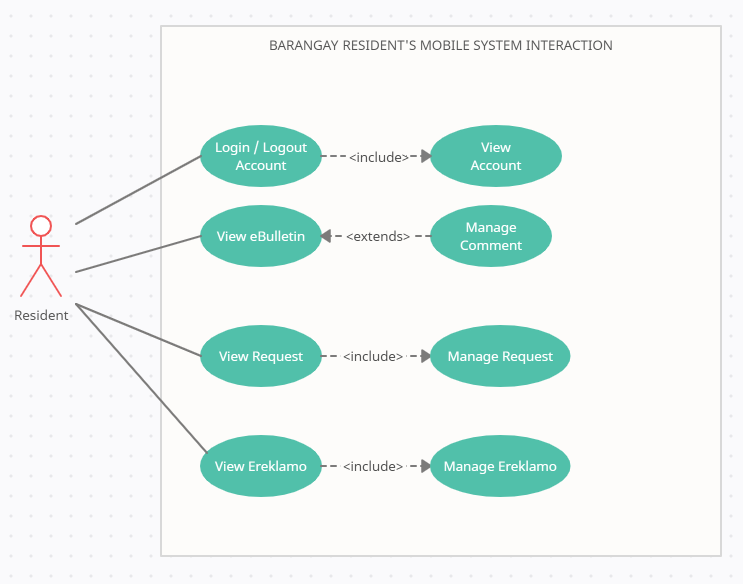 BARANGAY RESIDENT'S MOBILE SYSTEM INTERACTION
Login / Logout
Account
<include>
View
Account
View eBulletin
<extends>
Manage
Comment
Resident
View Request
<include>
Manage Request
View Ereklamo
<include>
Manage Ereklamo